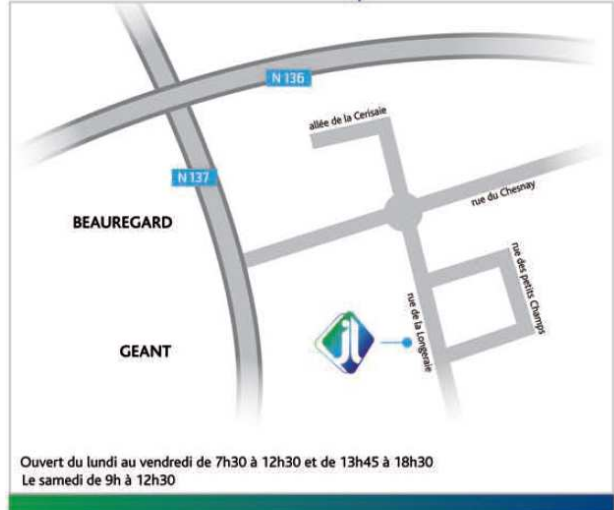 N 136
allée de la Cerisaie
N 137
rue du Chesnay
BEAUREGARD
rue des petits Champs
rue de la Longeraie
jl
GEANT
Ouvert du lundi au vendredi de 7h30 à 12h30 et de 13h45 à 18h30
Le samedi de 9h à 12h30